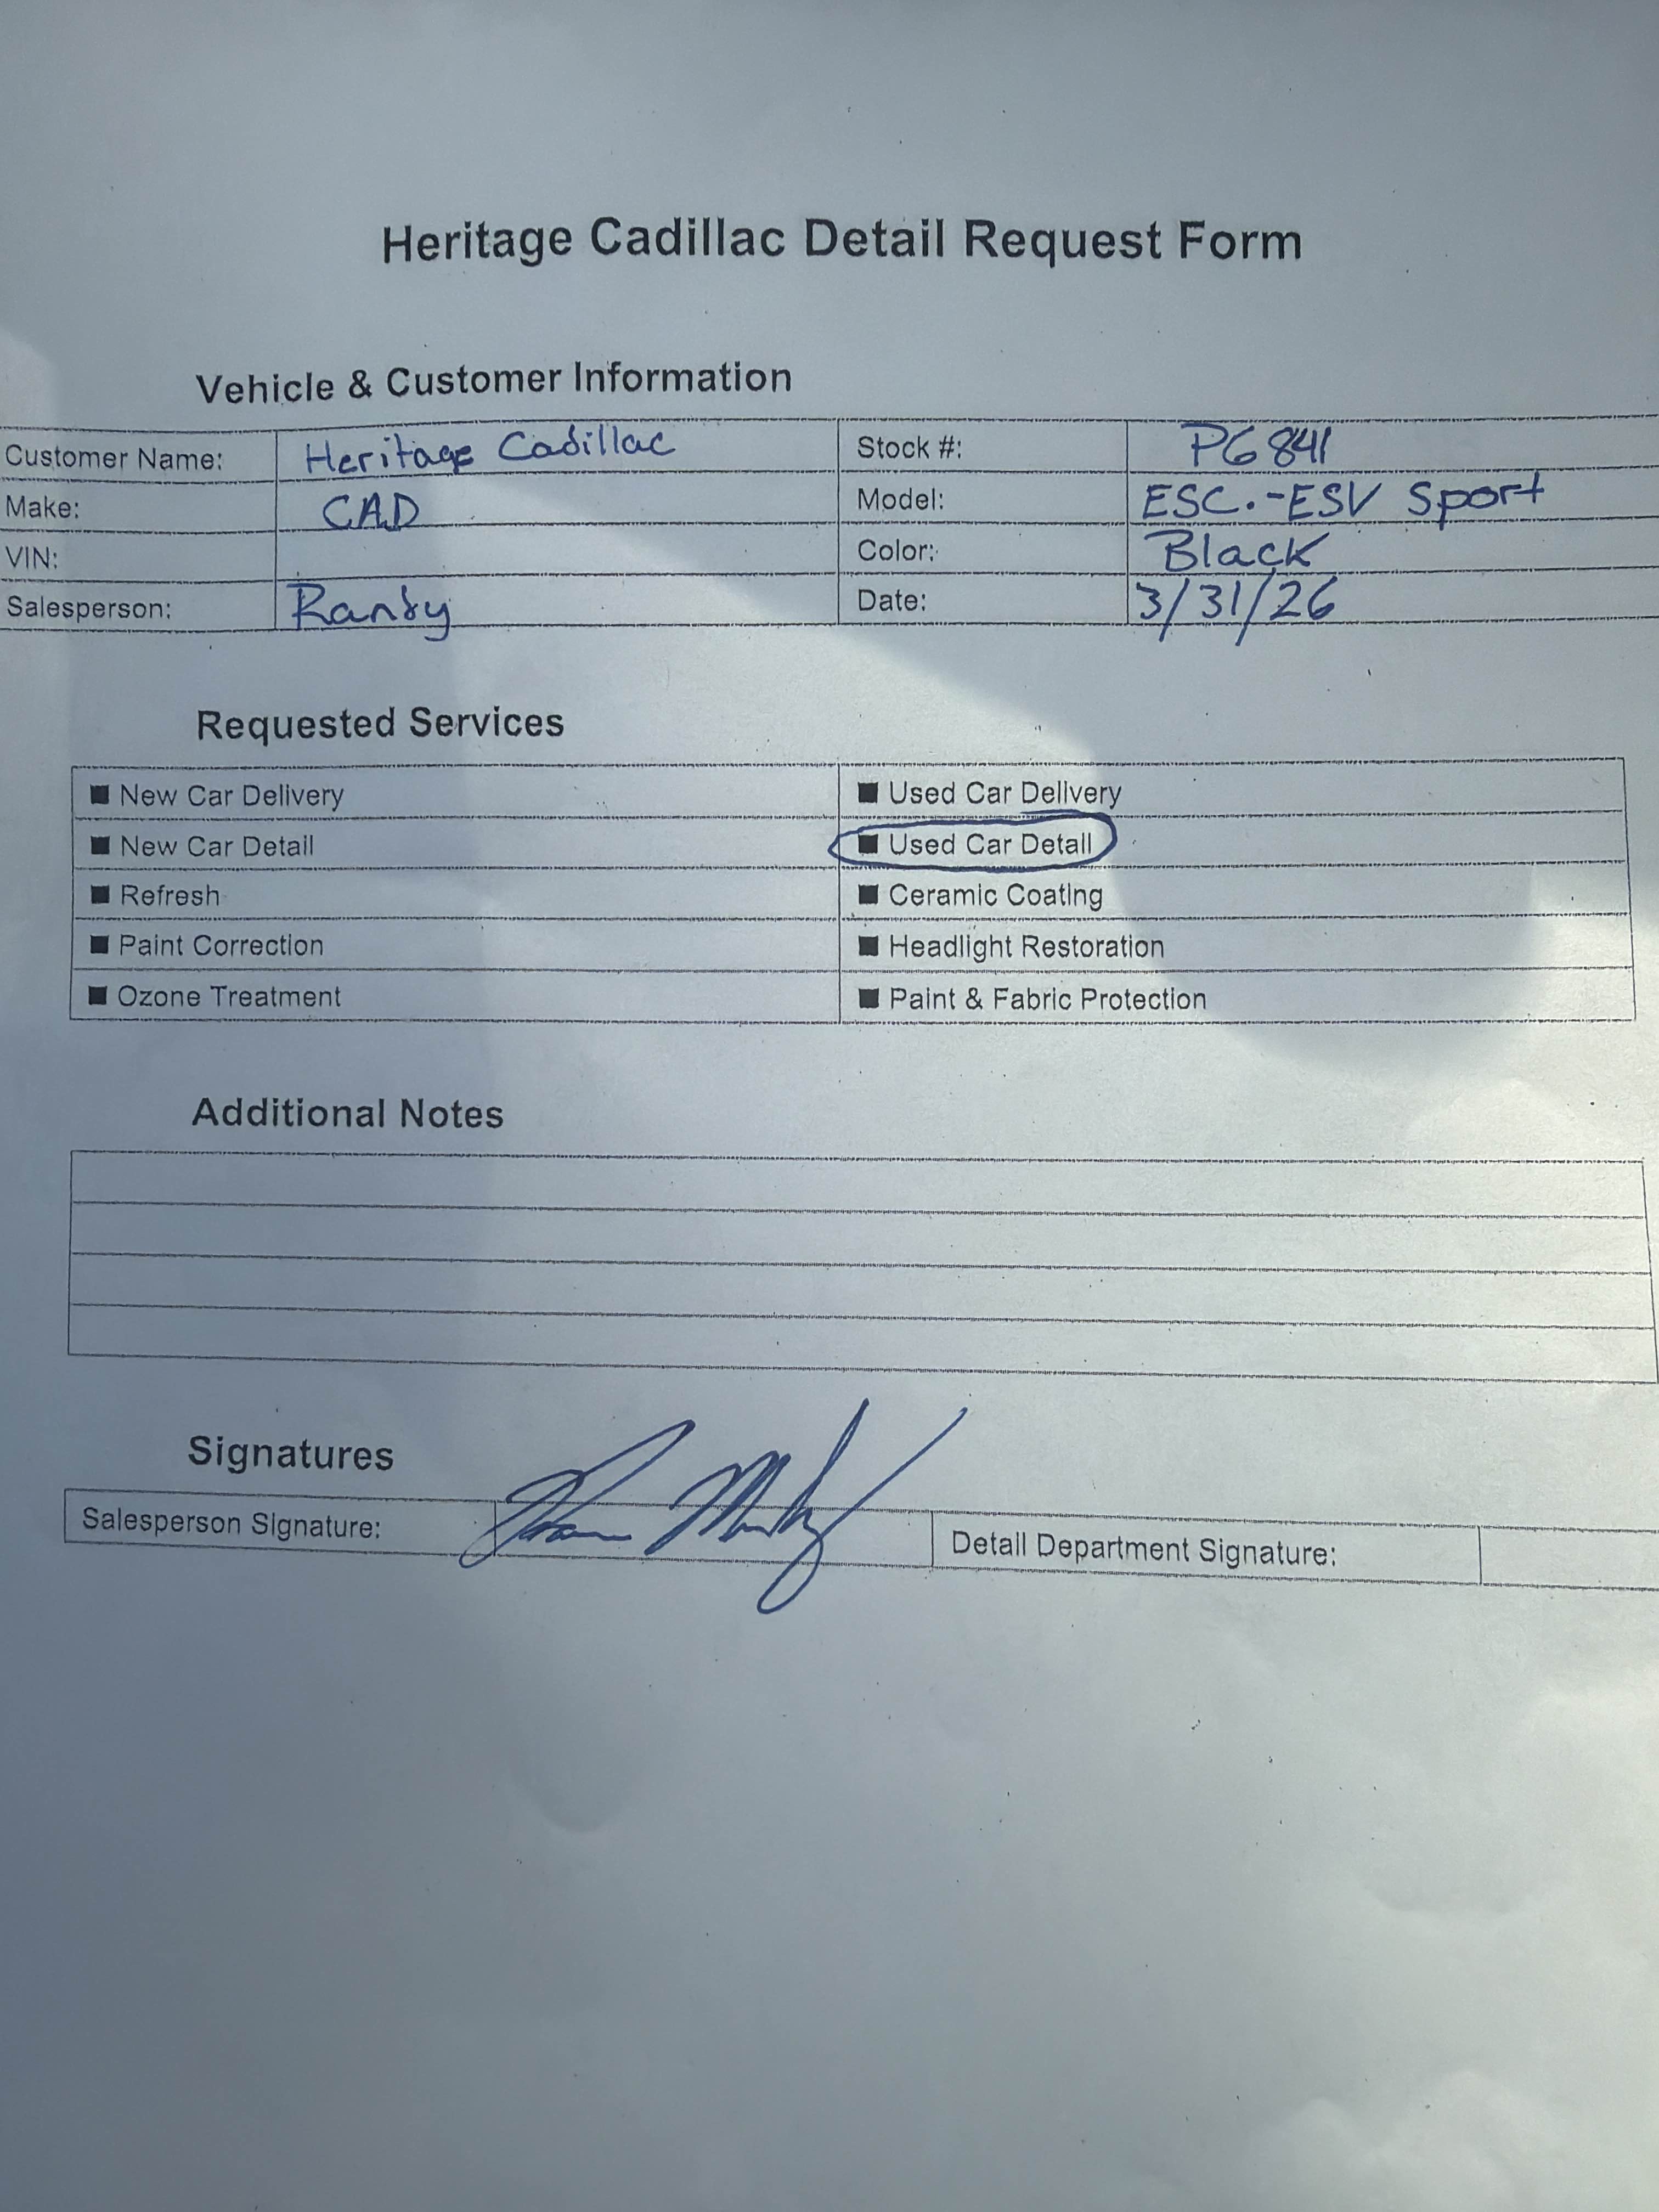 Heritage Cadillac Detail Request Form
Vehicle & Customer Information
Customer Name: Heritage Cadillac Stock #: P6841
Make: CAD Model: ESC.-ESV Sport
VIN: Color: Black
Salesperson: Randy Date: 3/31/26
Requested Services
■ New Car Delivery ■ Used Car Delivery
■ New Car Detail ■ Used Car Detail
■ Refresh ■ Ceramic Coating
■ Paint Correction ■ Headlight Restoration
■ Ozone Treatment ■ Paint & Fabric Protection
Additional Notes
Signatures
Salesperson Signature: Detail Department Signature: